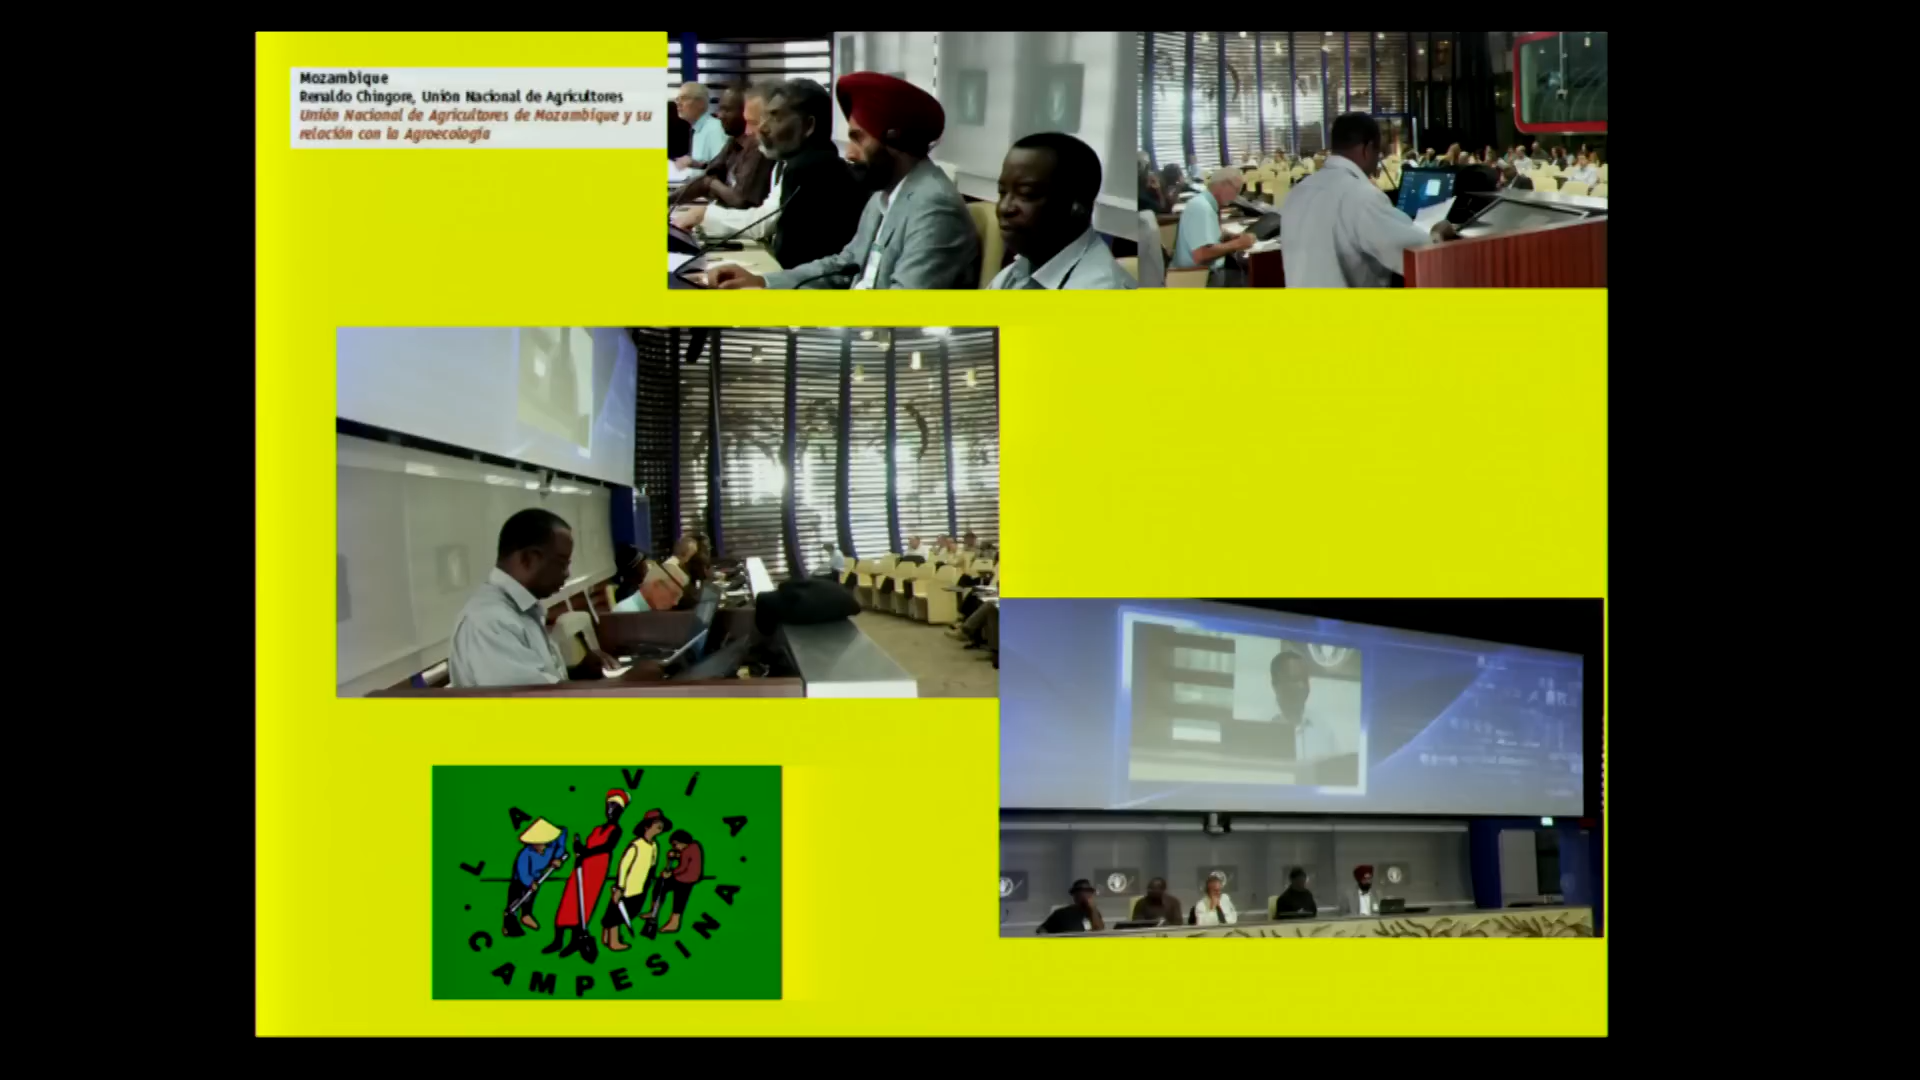 Mozambique
Renaldo Chingore, Unión Nacional de Agricultores
Unión Nacional de Agricultores de Mozambique y su
relación con la Agroecología
LA · VÍA ·
· CAMPESINA